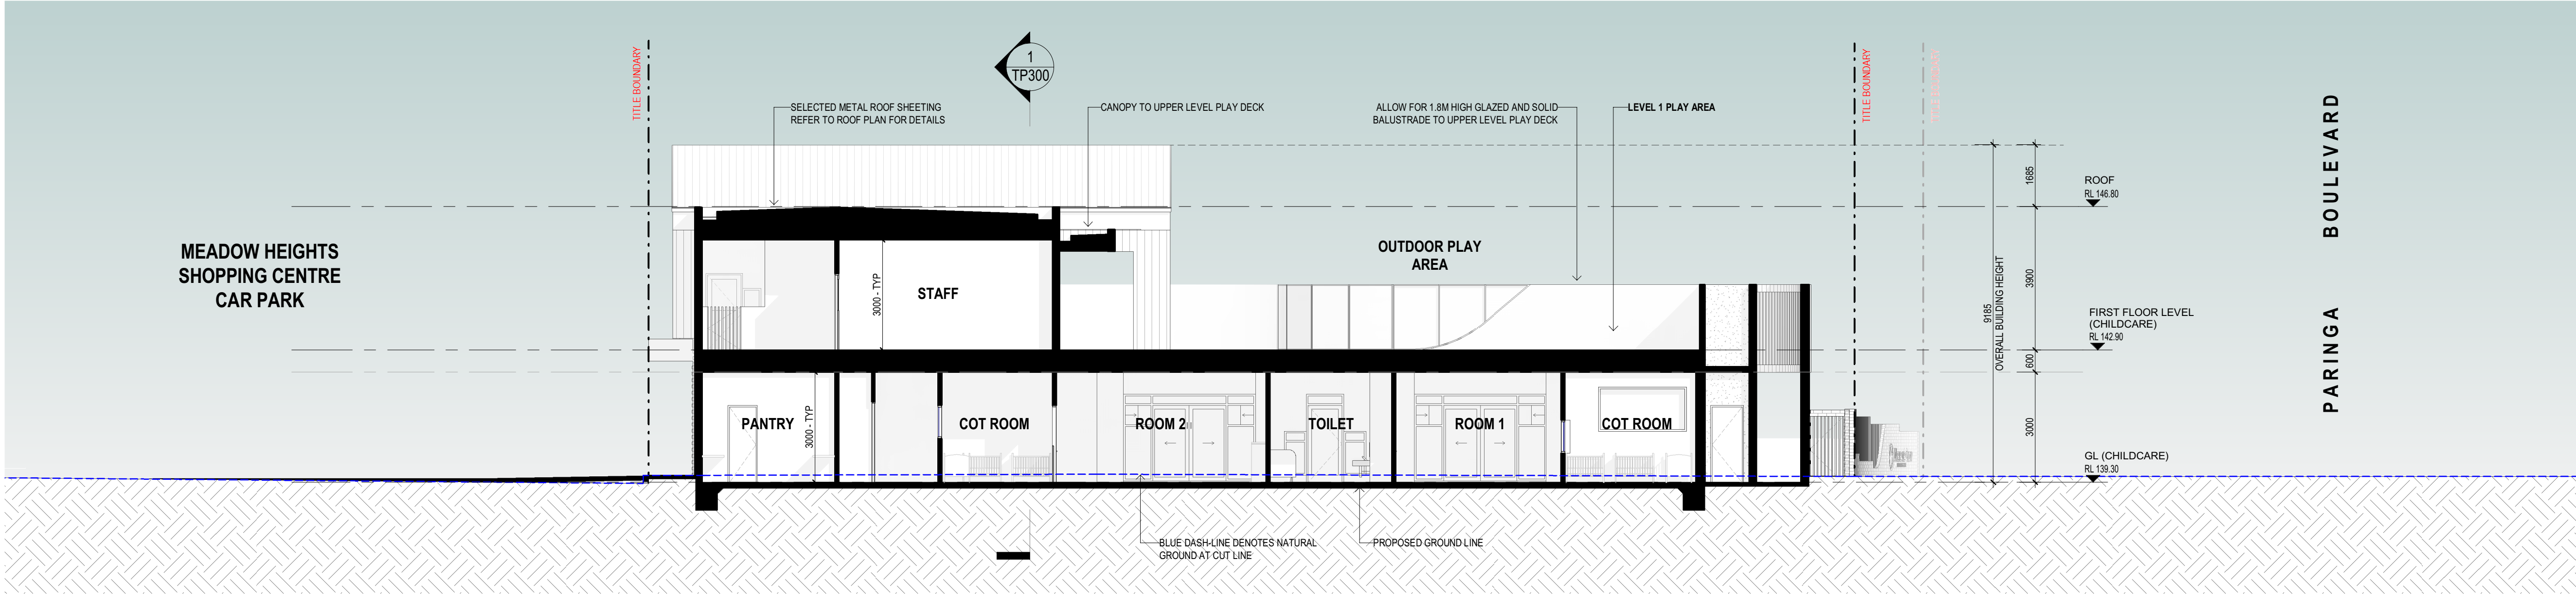 TITLE BOUNDARY
1
TP300
SELECTED METAL ROOF SHEETING
REFER TO ROOF PLAN FOR DETAILS
CANOPY TO UPPER LEVEL PLAY DECK
ALLOW FOR 1.8M HIGH GLAZED AND SOLID
BALUSTRADE TO UPPER LEVEL PLAY DECK
LEVEL 1 PLAY AREA
TITLE BOUNDARY
TITLE BOUNDARY
MEADOW HEIGHTS
SHOPPING CENTRE
CAR PARK
OUTDOOR PLAY
AREA
STAFF
3000 - TYP
PANTRY
3000 - TYP
COT ROOM
ROOM 2
TOILET
ROOM 1
COT ROOM
9185
OVERALL BUILDING HEIGHT
1685
3900
600
3000
ROOF
RL 146.80
FIRST FLOOR LEVEL
(CHILDCARE)
RL 142.90
GL (CHILDCARE)
RL 139.30
PARINGA BOULEVARD
BLUE DASH-LINE DENOTES NATURAL
GROUND AT CUT LINE
PROPOSED GROUND LINE